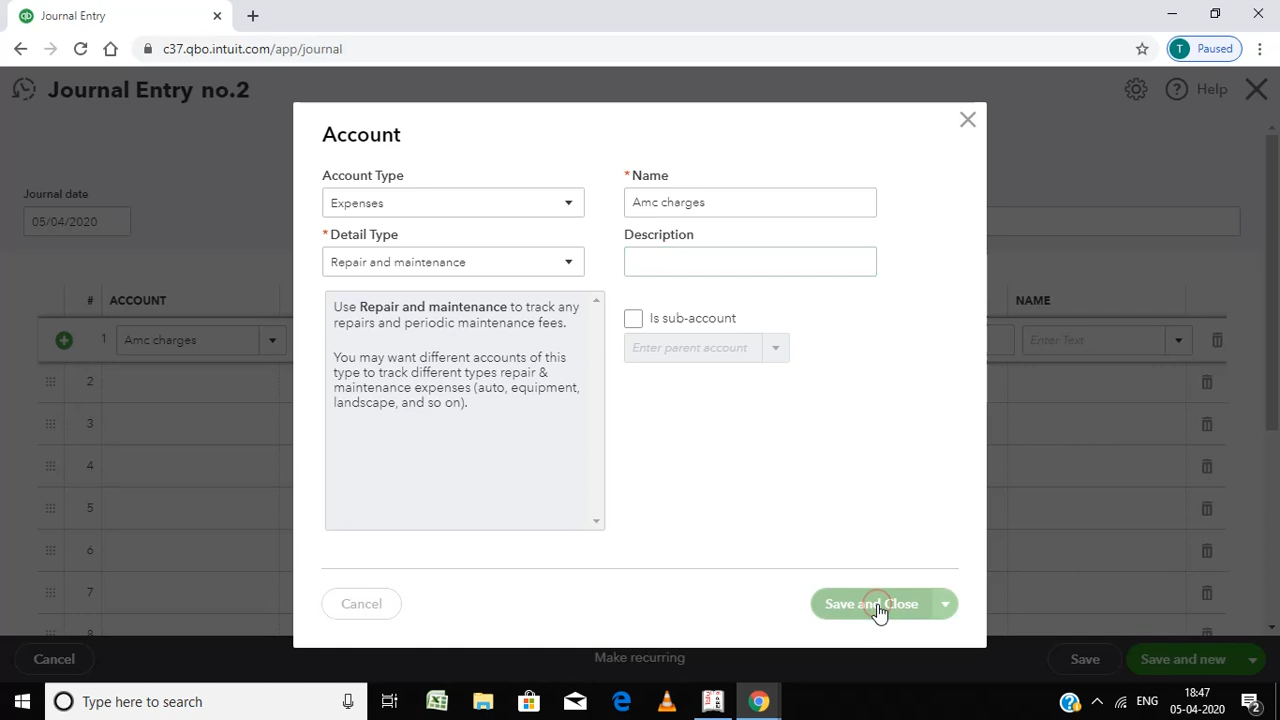 Journal Entry
c37.qbo.intuit.com/app/journal
T
Paused
Journal Entry no.2
Help
Account
Account Type
*Name
Expenses
Amc charges
*Detail Type
Description
Repair and maintenance
Use Repair and maintenance to track any
repairs and periodic maintenance fees.
You may want different accounts of this
type to track different types repair &
maintenance expenses (auto, equipment,
landscape, and so on).
Is sub-account
Enter parent account
Cancel
Save and Close
Journal date
05/04/2020
# ACCOUNT
NAME
1 Amc charges
Enter Text
2
3
4
5
6
7
8
Cancel
Make recurring
Save
Save and new
Type here to search
ENG
18:47
05-04-2020
2